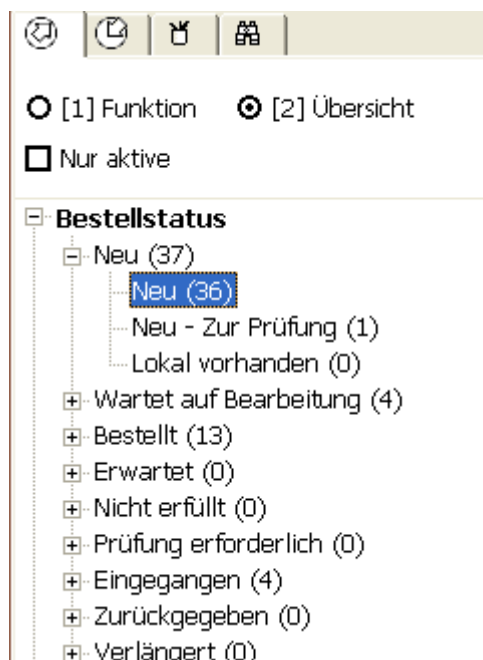 [1] Funktion [2] Übersicht
Nur aktive
Bestellstatus
Neu (37)
Neu (36)
Neu - Zur Prüfung (1)
Lokal vorhanden (0)
Wartet auf Bearbeitung (4)
Bestellt (13)
Erwartet (0)
Nicht erfüllt (0)
Prüfung erforderlich (0)
Eingegangen (4)
Zurückgegeben (0)
Verlängert (0)